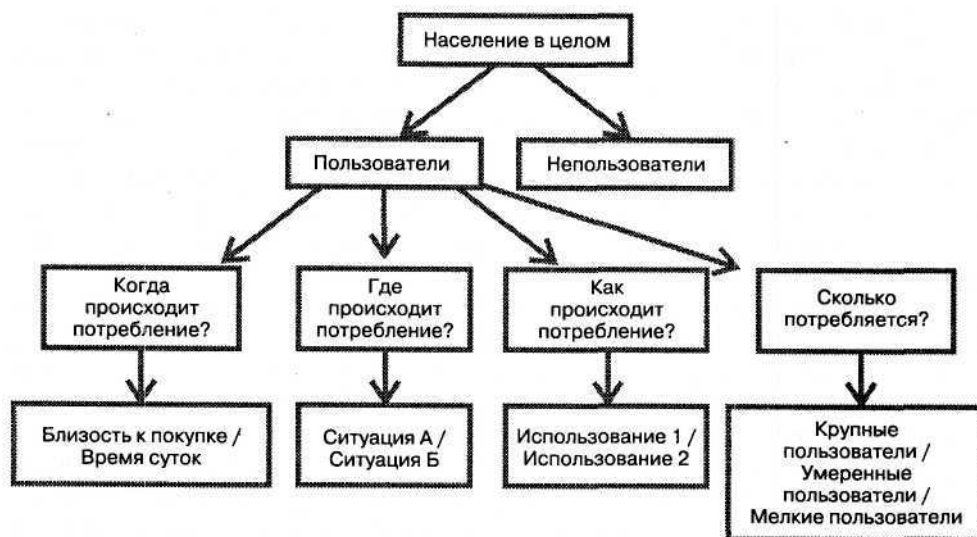 Население в целом
Пользователи
Непользователи
Когда
происходит
потребление?
Где
происходит
потребление?
Как
происходит
потребление?
Сколько
потребляется?
Близость к покупке /
Время суток
Ситуация А /
Ситуация Б
Использование 1 /
Использование 2
Крупные
пользователи /
Умеренные
пользователи /
Мелкие пользователи